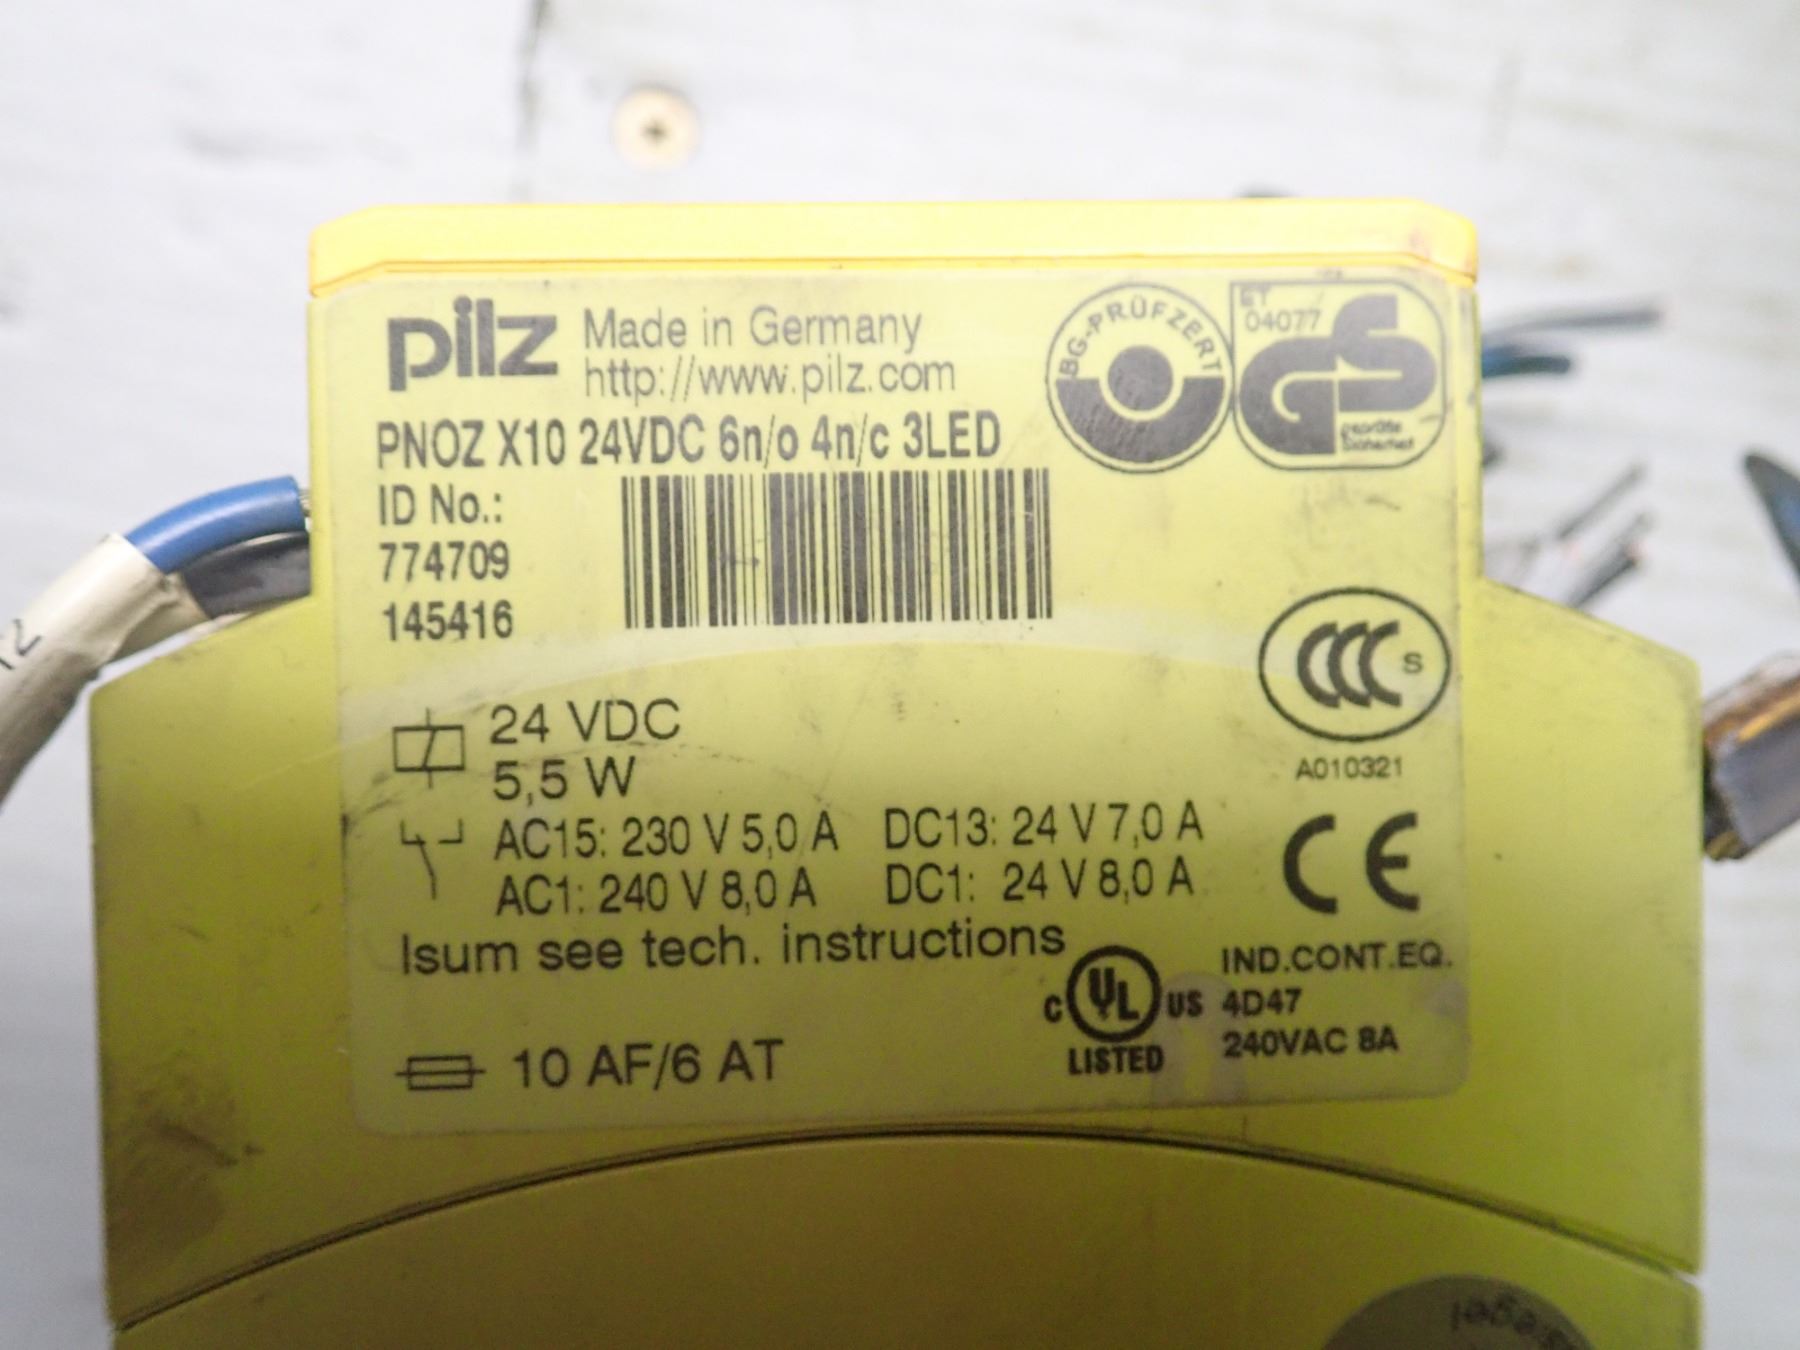 pilz Made in Germany
http://www.pilz.com
PNOZ X10 24VDC 6n/o 4n/c 3LED
ID No.:
774709
145416
BG-PRÜFZERT
ET
04077
GS
geprüfte
Sicherheit
CCC S
A010321
24 VDC
5,5 W
AC15: 230 V 5,0 A DC13: 24 V 7,0 A
AC1: 240 V 8,0 A DC1: 24 V 8,0 A
Isum see tech. instructions
CE
C UL US
LISTED
IND.CONT.EQ.
4D47
240VAC 8A
10 AF/6 AT